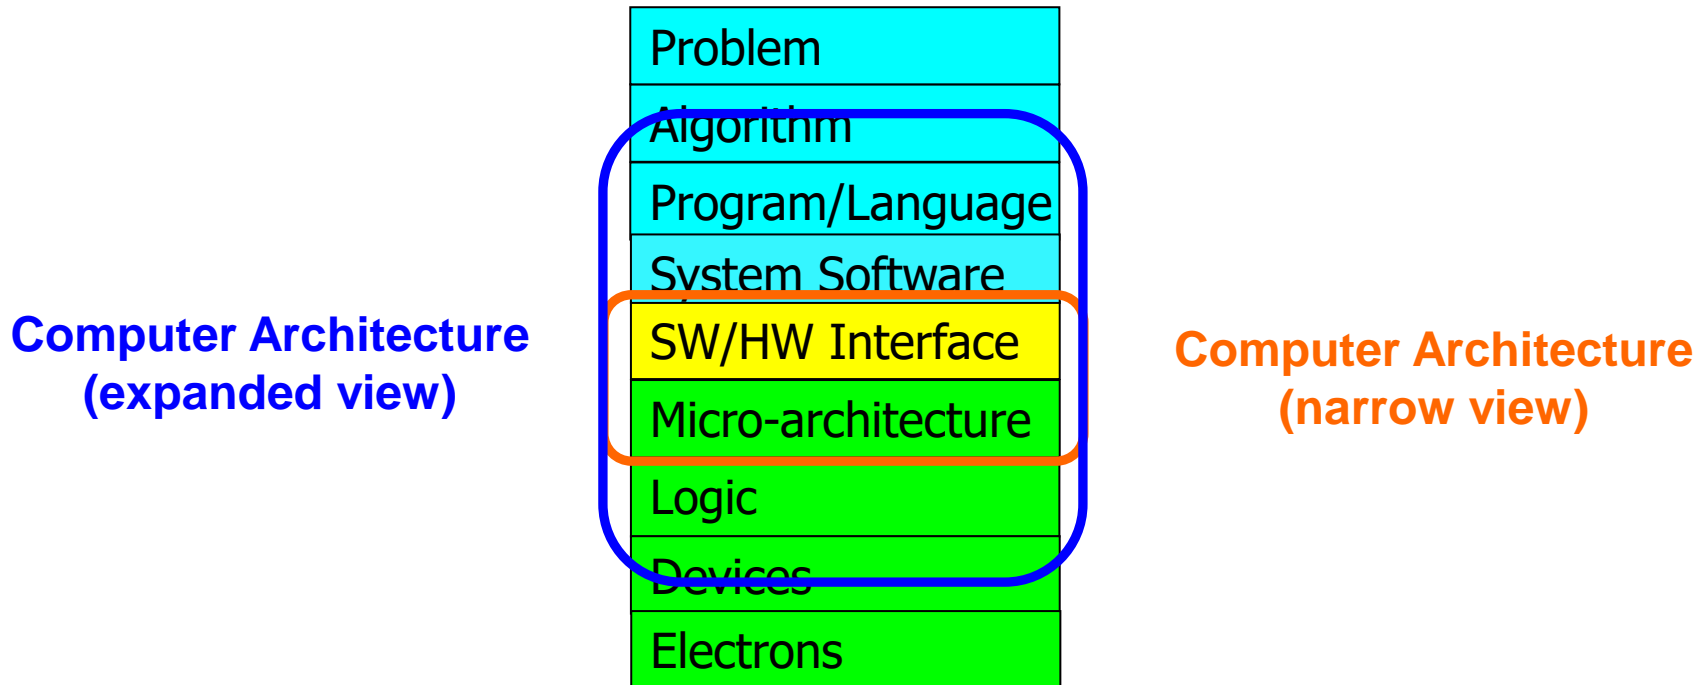 Problem
Algorithm
Program/Language
System Software
SW/HW Interface
Micro-architecture
Logic
Devices
Electrons
Computer Architecture
(expanded view)
Computer Architecture
(narrow view)